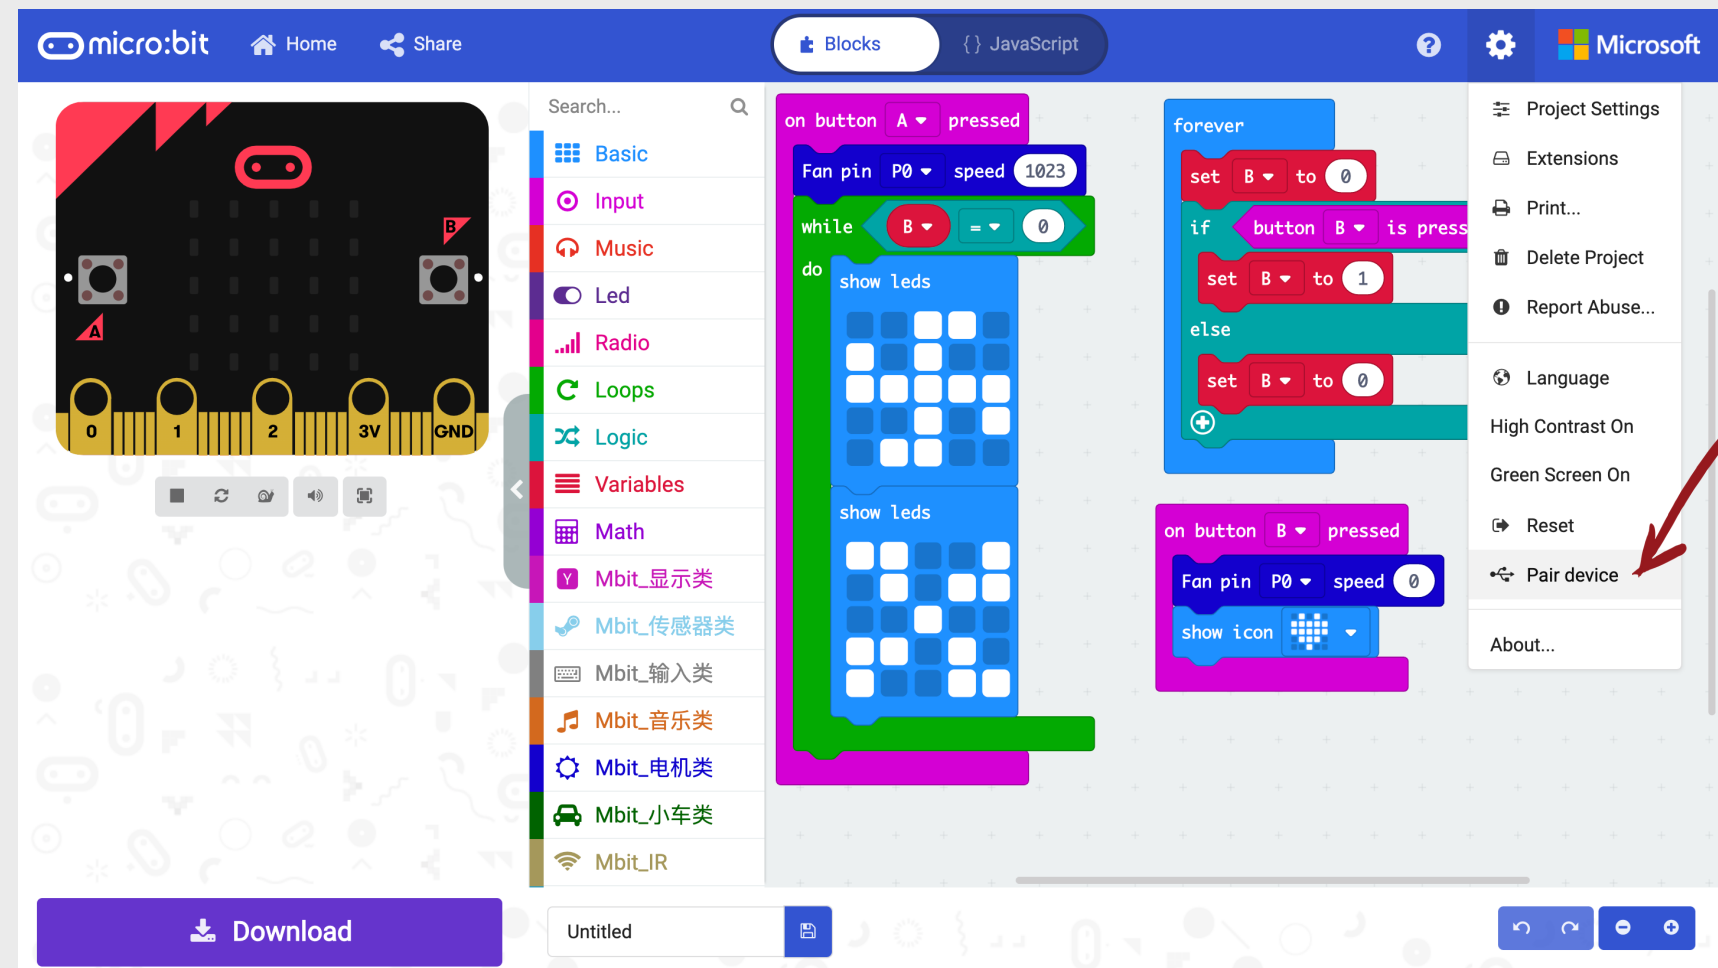 micro:bit
Home
Share
Blocks
{ } JavaScript
?
Microsoft
B
A
0 1 2 3V GND
Download
Search...
Basic
Input
Music
Led
Radio
Loops
Logic
Variables
Math
Y Mbit_显示类
Mbit_传感器类
Mbit_输入类
Mbit_音乐类
Mbit_电机类
Mbit_小车类
Mbit_IR
on button A pressed
Fan pin P0 speed 1023
while B = 0
do
show leds
show leds
forever
set B to 0
if button B is press
set B to 1
else
set B to 0
on button B pressed
Fan pin P0 speed 0
show icon
Project Settings
Extensions
Print...
Delete Project
Report Abuse...
Language
High Contrast On
Green Screen On
Reset
Pair device
About...
Untitled